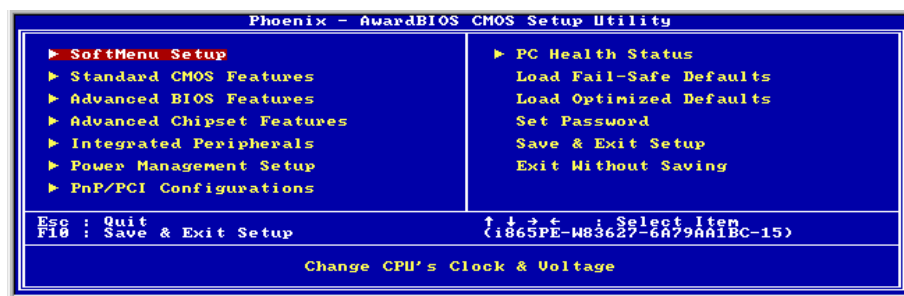 Phoenix - AwardBIOS CMOS Setup Utility
▶ SoftMenu Setup
▶ Standard CMOS Features
▶ Advanced BIOS Features
▶ Advanced Chipset Features
▶ Integrated Peripherals
▶ Power Management Setup
▶ PnP/PCI Configurations
▶ PC Health Status
Load Fail-Safe Defaults
Load Optimized Defaults
Set Password
Save & Exit Setup
Exit Without Saving
Esc : Quit
F10 : Save & Exit Setup
↑ ↓ → ← : Select Item
(i865PE-W83627-6A79AA1BC-15)
Change CPU's Clock & Voltage